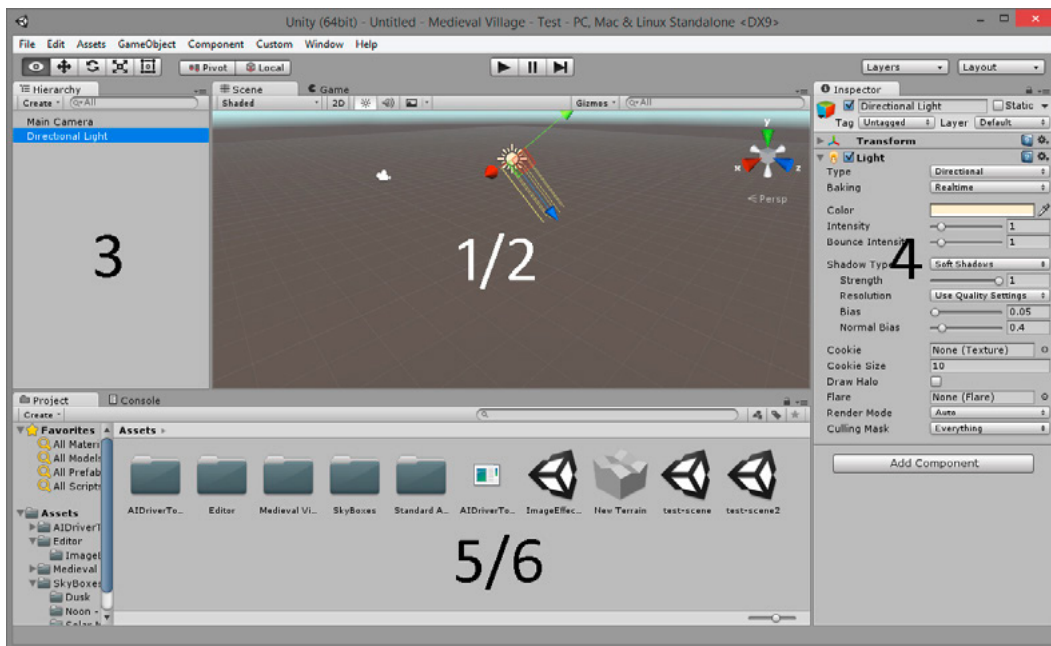 Unity (64bit) - Untitled - Medieval Village - Test - PC, Mac & Linux Standalone <DX9>
File Edit Assets GameObject Component Custom Window Help
Pivot Local
Layers Layout
Hierarchy
Create All
Main Camera
Directional Light
3
Scene Game
Shaded 2D Gizmos All
y
x z
Persp
1/2
Inspector
Directional Light Static
Tag Untagged Layer Default
Transform
Light
Type Directional
Baking Realtime
Color
Intensity 1
Bounce Intensity 1
Shadow Type Soft Shadows
Strength 1
Resolution Use Quality Settings
Bias 0.05
Normal Bias 0.4
Cookie None (Texture)
Cookie Size 10
Draw Halo
Flare None (Flare)
Render Mode Auto
Culling Mask Everything
Add Component
4
Project Console
Create
Favorites
All Materi
All Models
All Prefab
All Scripts
Assets
AIDriverT
Editor
ImageE
Medieval
SkyBoxes
Dusk
Noon -
Assets
AIDriverTo... Editor Medieval Vi... SkyBoxes Standard A... AIDriverTo... ImageEffec... New Terrain test-scene test-scene2
5/6